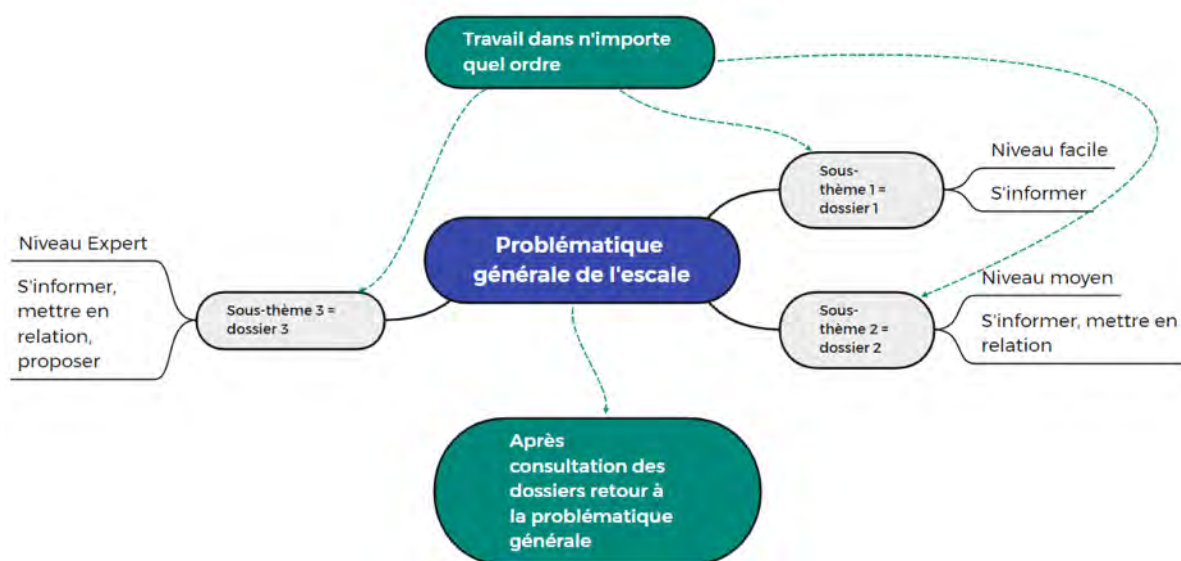 Travail dans n'importe
quel ordre
Sous-
thème 1 =
dossier 1
Niveau facile
S'informer
Problématique
générale de l'escale
Niveau Expert
S'informer,
mettre en
relation,
proposer
Sous-thème 3 =
dossier 3
Sous-
thème 2 =
dossier 2
Niveau moyen
S'informer, mettre en
relation
Après
consultation des
dossiers retour à
la problématique
générale